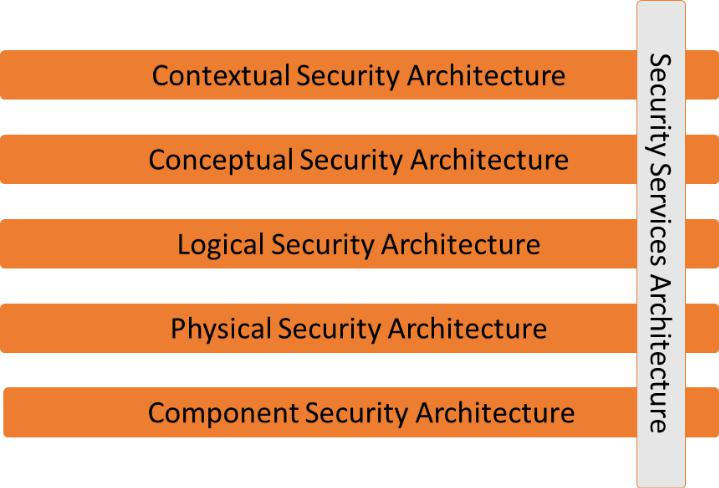 Contextual Security Architecture
Conceptual Security Architecture
Logical Security Architecture
Physical Security Architecture
Component Security Architecture
Security Services Architecture